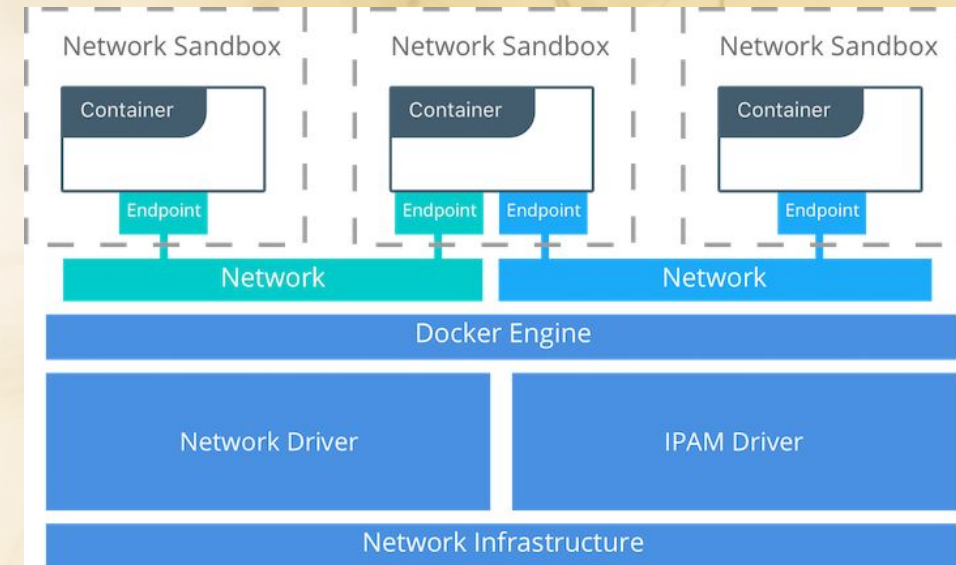 Network Sandbox
Network Sandbox
Network Sandbox
Container
Container
Container
Endpoint
Endpoint
Endpoint
Endpoint
Network
Network
Docker Engine
Network Driver
IPAM Driver
Network Infrastructure